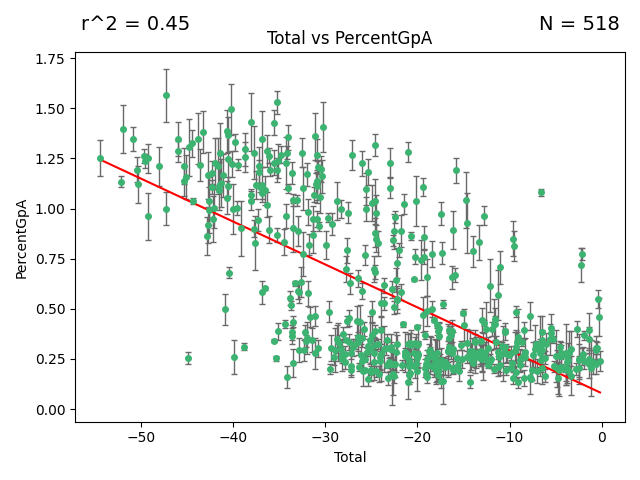 r^2 = 0.45
N = 518
Total vs PercentGpA
PercentGpA
1.75
1.50
1.25
1.00
0.75
0.50
0.25
0.00
−50
−40
−30
−20
−10
0
Total